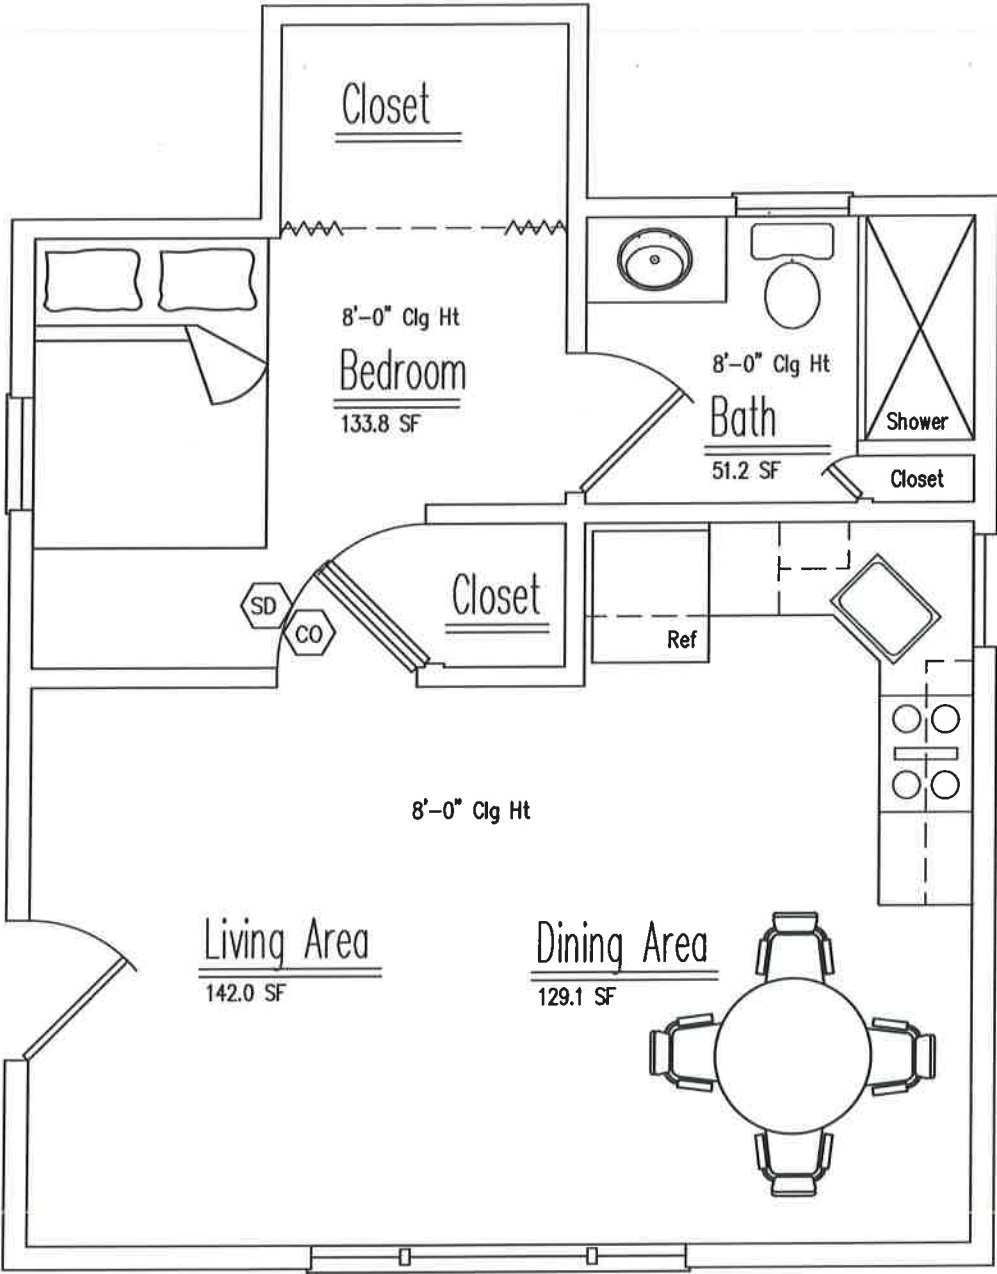 Closet
8'-0" Clg Ht
Bedroom
133.8 SF
8'-0" Clg Ht
Bath
51.2 SF
Shower
Closet
Closet
SD
CO
Ref
8'-0" Clg Ht
Living Area
142.0 SF
Dining Area
129.1 SF